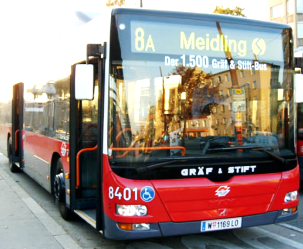 8A Meidling S
Der 1.500 Gräf & Stift-Bus
GRÄF & STIFT
8401
W 1169 LO